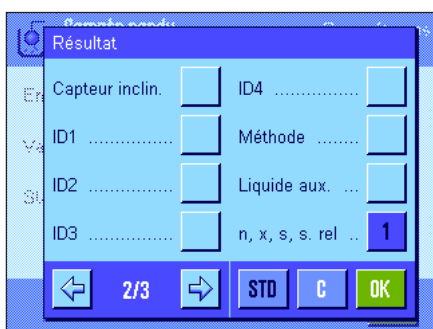 Résultat
Capteur inclin.
ID4 ...............
ID1 ...............
Méthode ........
ID2 ...............
Liquide aux. ...
ID3 ...............
n, x, s, s. rel .. 1
2/3
STD
C
OK